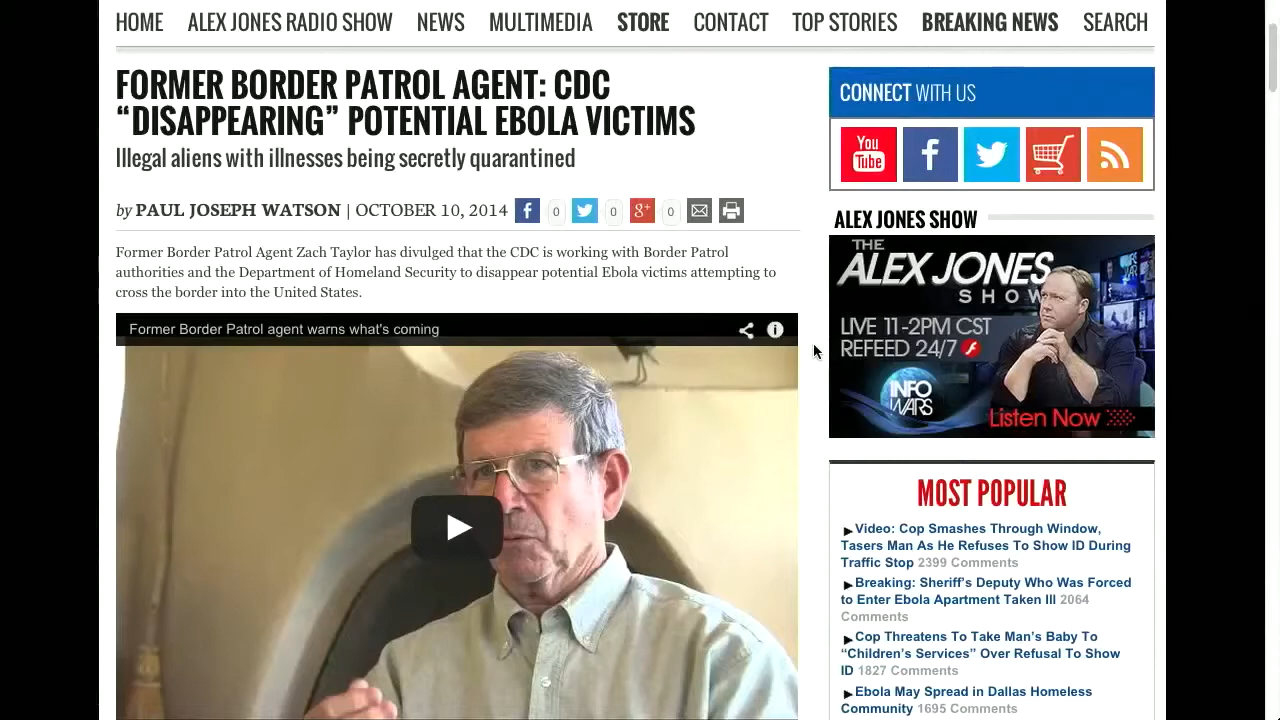 HOME ALEX JONES RADIO SHOW NEWS MULTIMEDIA STORE CONTACT TOP STORIES BREAKING NEWS SEARCH
FORMER BORDER PATROL AGENT: CDC
“DISAPPEARING” POTENTIAL EBOLA VICTIMS
Illegal aliens with illnesses being secretly quarantined
by PAUL JOSEPH WATSON | OCTOBER 10, 2014 f 0 0 g+ 0
Former Border Patrol Agent Zach Taylor has divulged that the CDC is working with Border Patrol
authorities and the Department of Homeland Security to disappear potential Ebola victims attempting to
cross the border into the United States.
Former Border Patrol agent warns what's coming
CONNECT WITH US
You
Tube
f
ALEX JONES SHOW
THE
ALEX JONES
SHOW
LIVE 11-2PM CST
REFEED 24/7
INFO
WARS
Listen Now
MOST POPULAR
Video: Cop Smashes Through Window,
Tasers Man As He Refuses To Show ID During
Traffic Stop 2399 Comments
Breaking: Sheriff’s Deputy Who Was Forced
to Enter Ebola Apartment Taken Ill 2064
Comments
Cop Threatens To Take Man’s Baby To
“Children’s Services” Over Refusal To Show
ID 1827 Comments
Ebola May Spread in Dallas Homeless
Community 1695 Comments